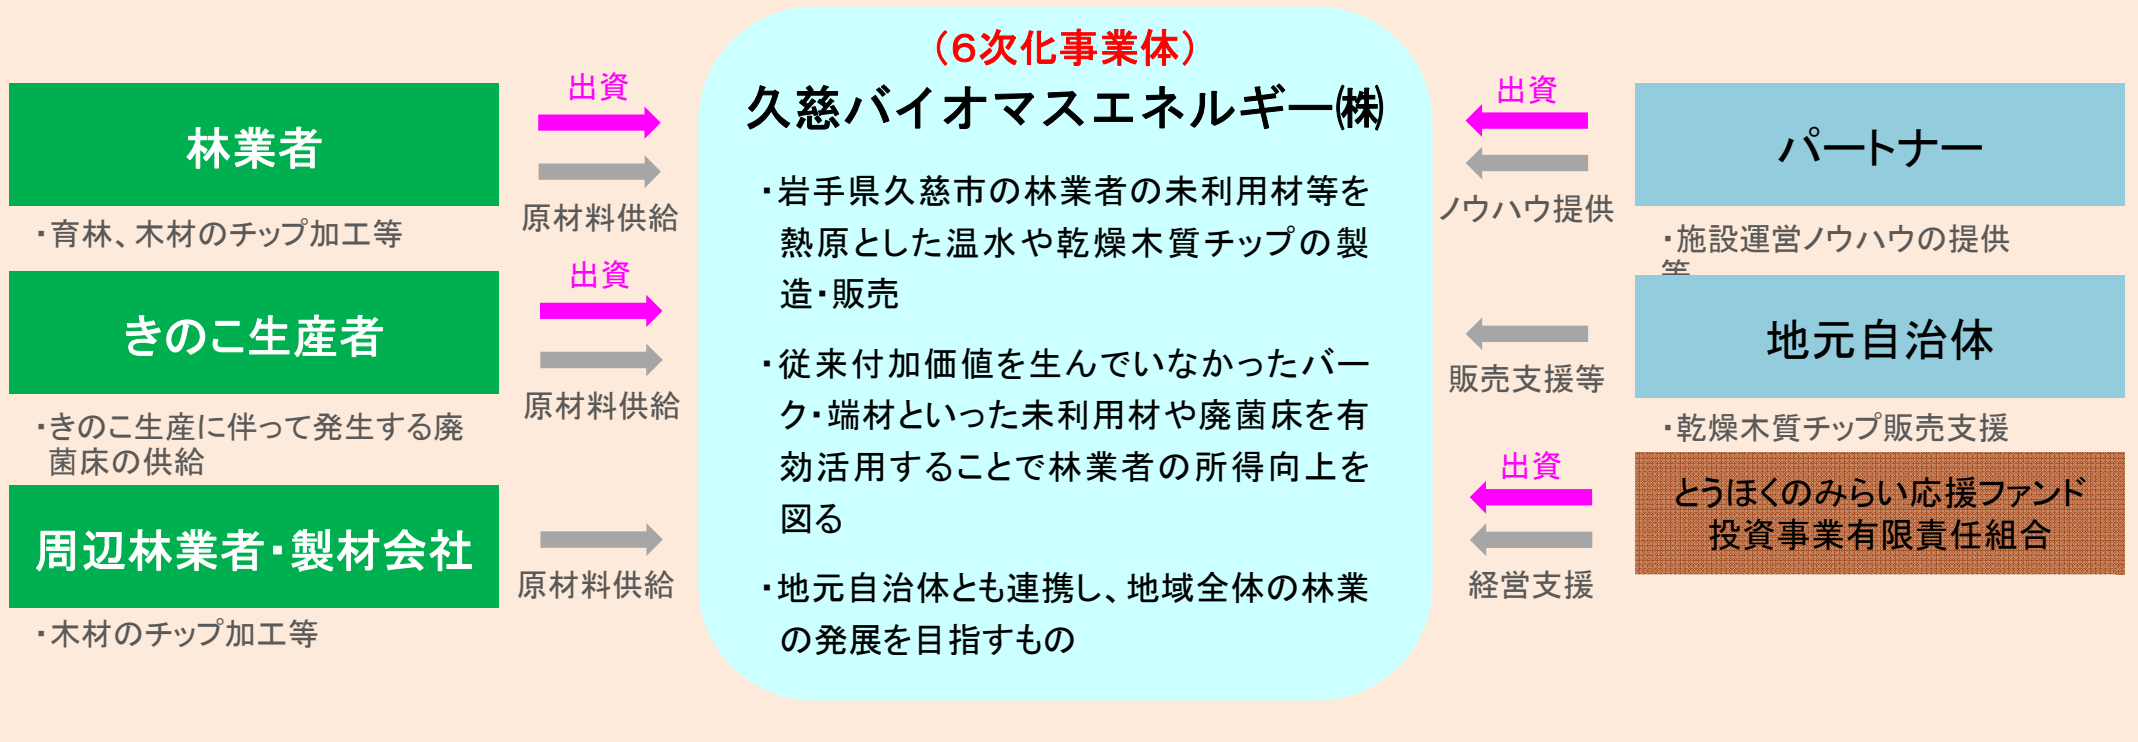 林業者
・育林、木材のチップ加工等
きのこ生産者
・きのこ生産に伴って発生する廃
菌床の供給
周辺林業者・製材会社
・木材のチップ加工等
出資
原材料供給
出資
原材料供給
原材料供給
（６次化事業体）
久慈バイオマスエネルギー㈱
・岩手県久慈市の林業者の未利用材等を
熱原とした温水や乾燥木質チップの製
造・販売
・従来付加価値を生んでいなかったバー
ク・端材といった未利用材や廃菌床を有
効活用することで林業者の所得向上を
図る
・地元自治体とも連携し、地域全体の林業
の発展を目指すもの
出資
ノウハウ提供
販売支援等
出資
経営支援
パートナー
・施設運営ノウハウの提供
等
地元自治体
・乾燥木質チップ販売支援
とうほくのみらい応援ファンド
投資事業有限責任組合